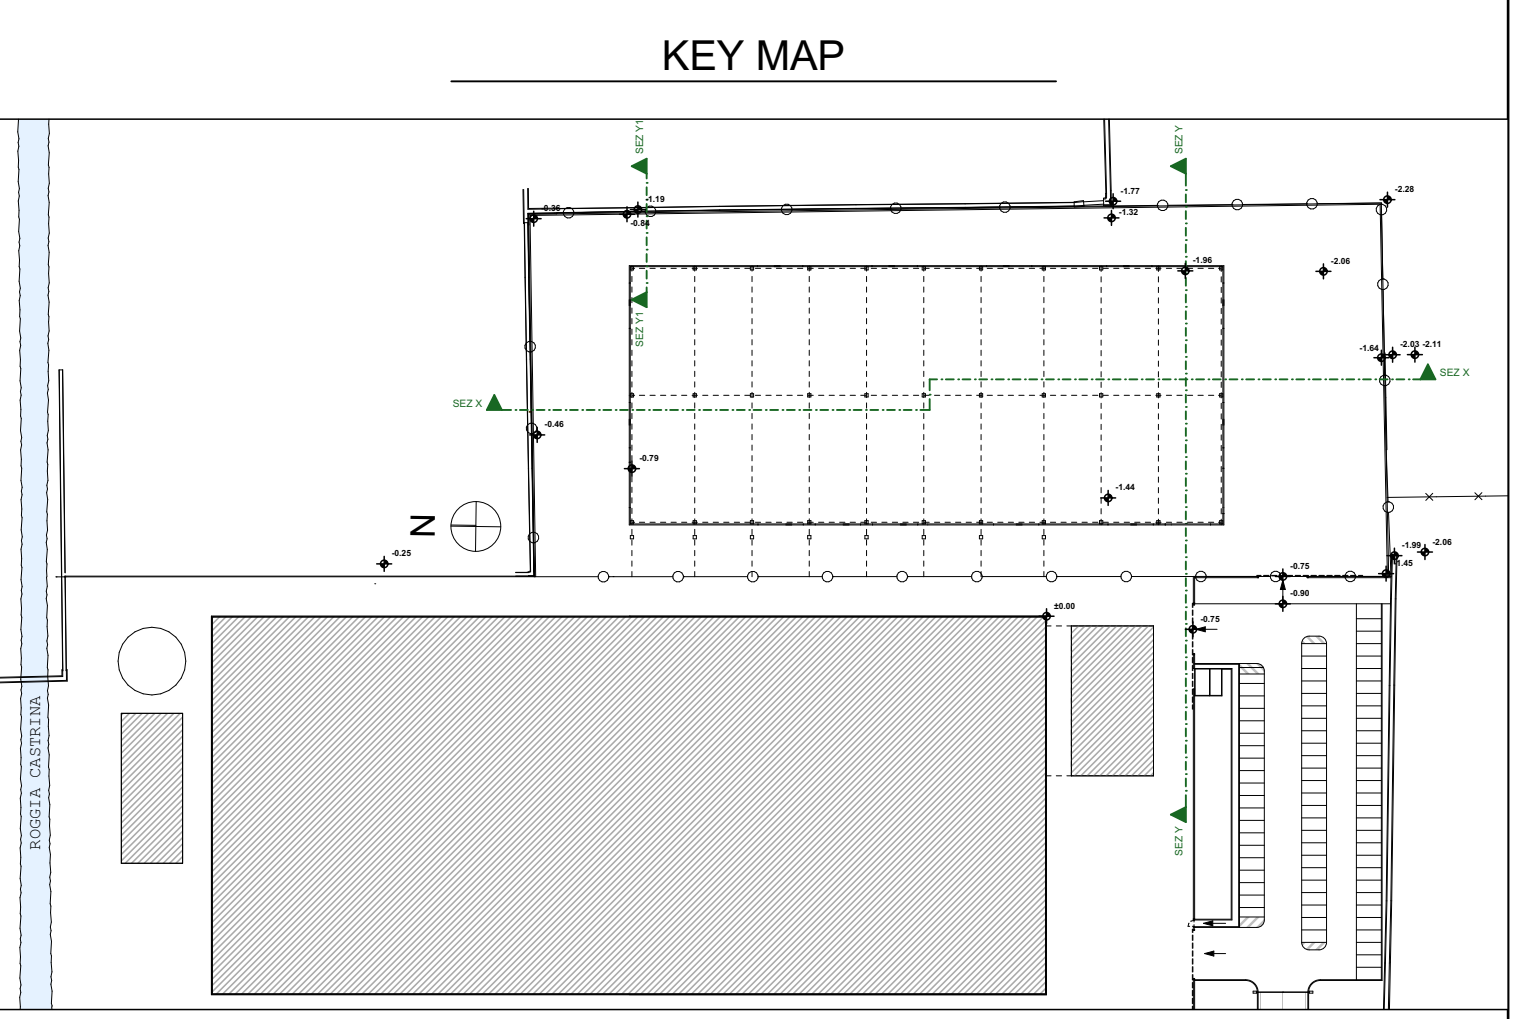 KEY MAP
SEZ Y1
SEZ Y
-0.36
-1.19
-0.84
-1.77
-1.32
-2.28
-1.96
-2.06
SEZ Y1
-1.64
-2.03
-2.11
SEZ X
SEZ X
-0.46
-0.79
-1.44
N
-0.25
-1.99
-2.06
-1.45
-0.75
-0.90
±0.00
-0.75
ROGGIA CASTRINA
SEZ Y